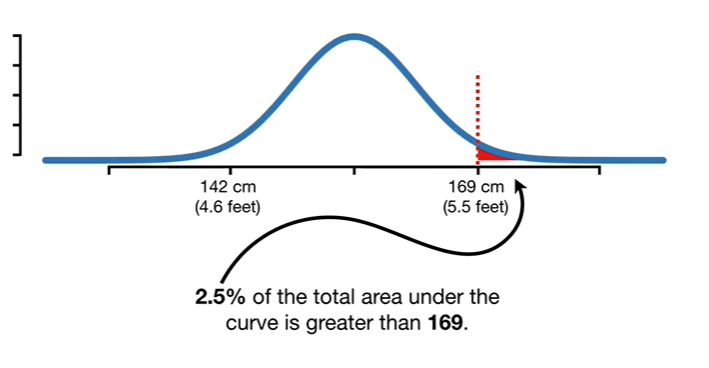 142 cm
(4.6 feet)
169 cm
(5.5 feet)
2.5% of the total area under the
curve is greater than 169.